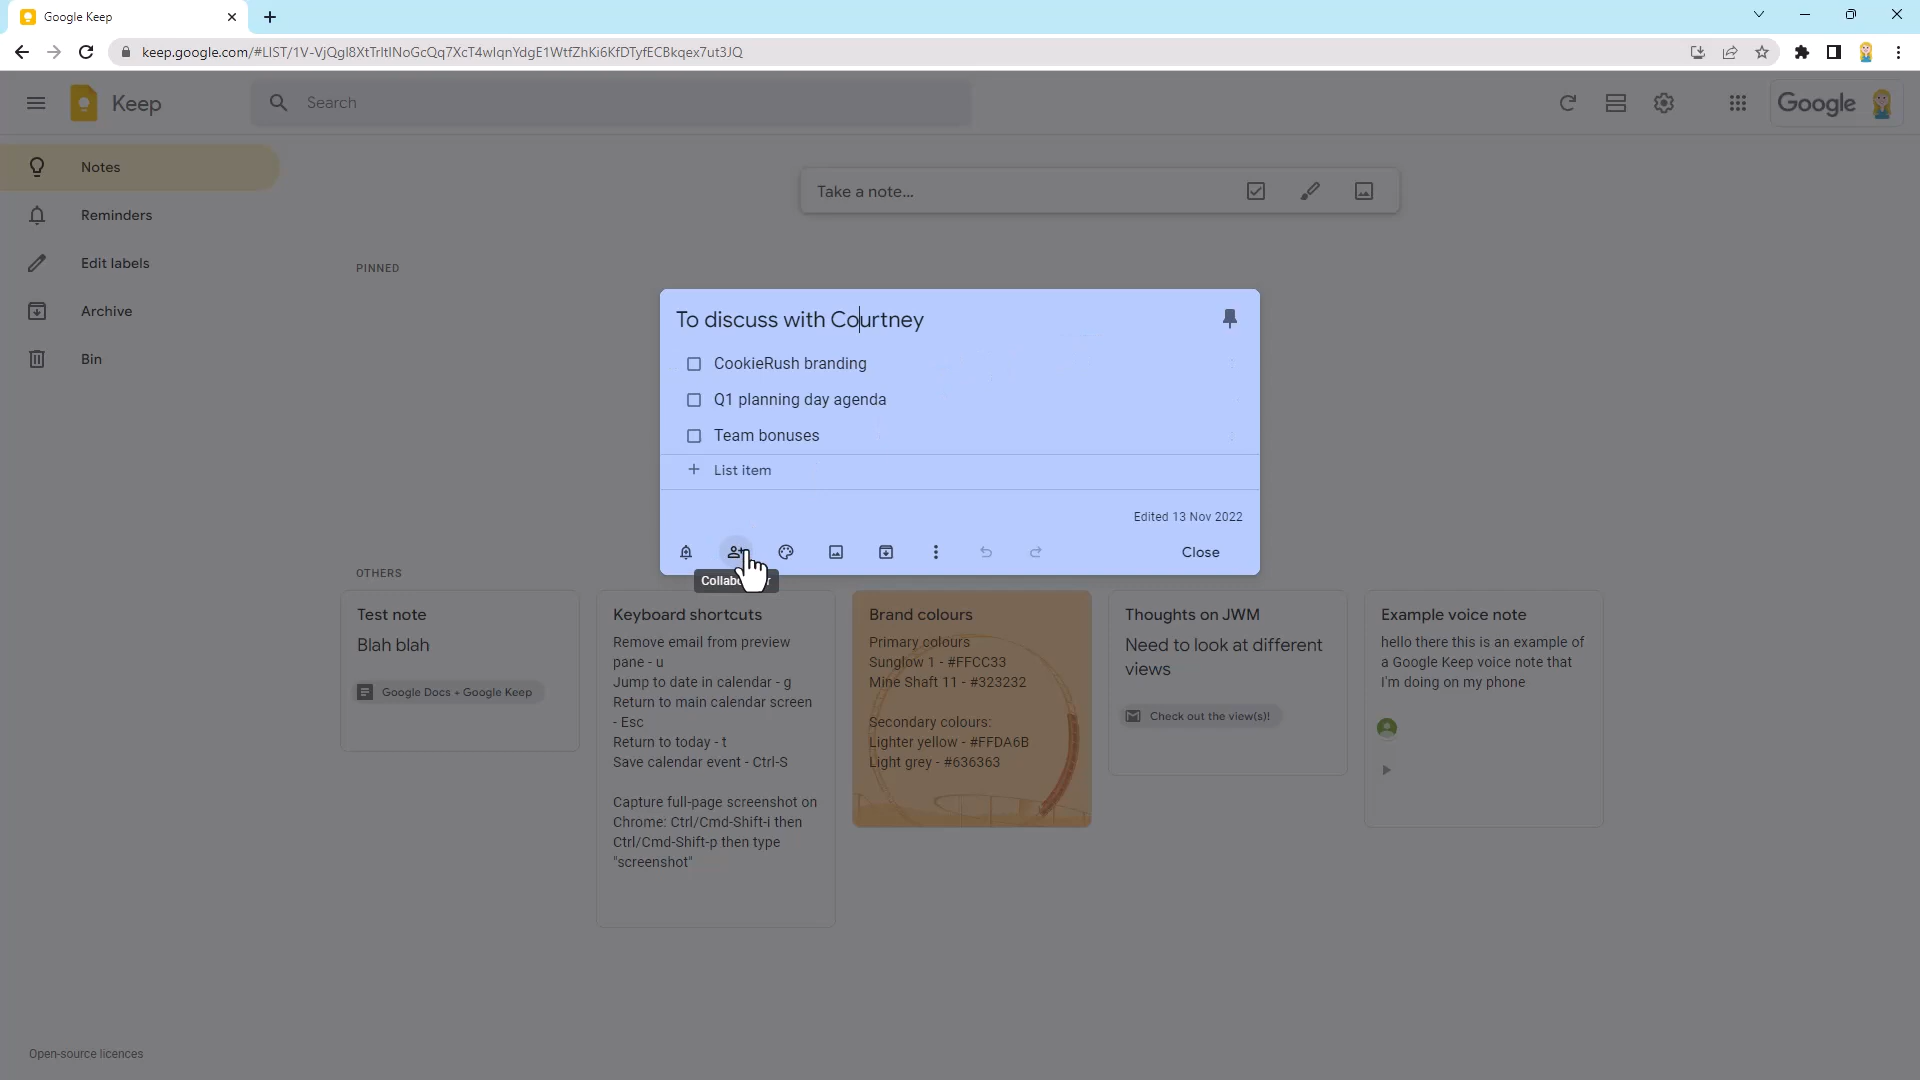 Google Keep
keep.google.com/#LIST/1V-VjQgI8XtTrltlNoGcQq7XcT4wlqnYdgE1WtfZhKi6KfDTyfECBkqex7ut3JQ
Keep
Search
Google
Notes
Reminders
Edit labels
Archive
Bin
Take a note...
PINNED
To discuss with Courtney
CookieRush branding
Q1 planning day agenda
Team bonuses
+ List item
Edited 13 Nov 2022
Close
OTHERS
Test note
Blah blah
Google Docs + Google Keep
Keyboard shortcuts
Remove email from preview
pane - u
Jump to date in calendar - g
Return to main calendar screen
- Esc
Return to today - t
Save calendar event - Ctrl-S
Capture full-page screenshot on
Chrome: Ctrl/Cmd-Shift-i then
Ctrl/Cmd-Shift-p then type
"screenshot"
Brand colours
Primary colours
Sunglow 1 - #FFCC33
Mine Shaft 11 - #323232
Secondary colours:
Lighter yellow - #FFDA6B
Light grey - #636363
Thoughts on JWM
Need to look at different
views
Check out the view(s)!
Example voice note
hello there this is an example of
a Google Keep voice note that
I'm doing on my phone
Open-source licences